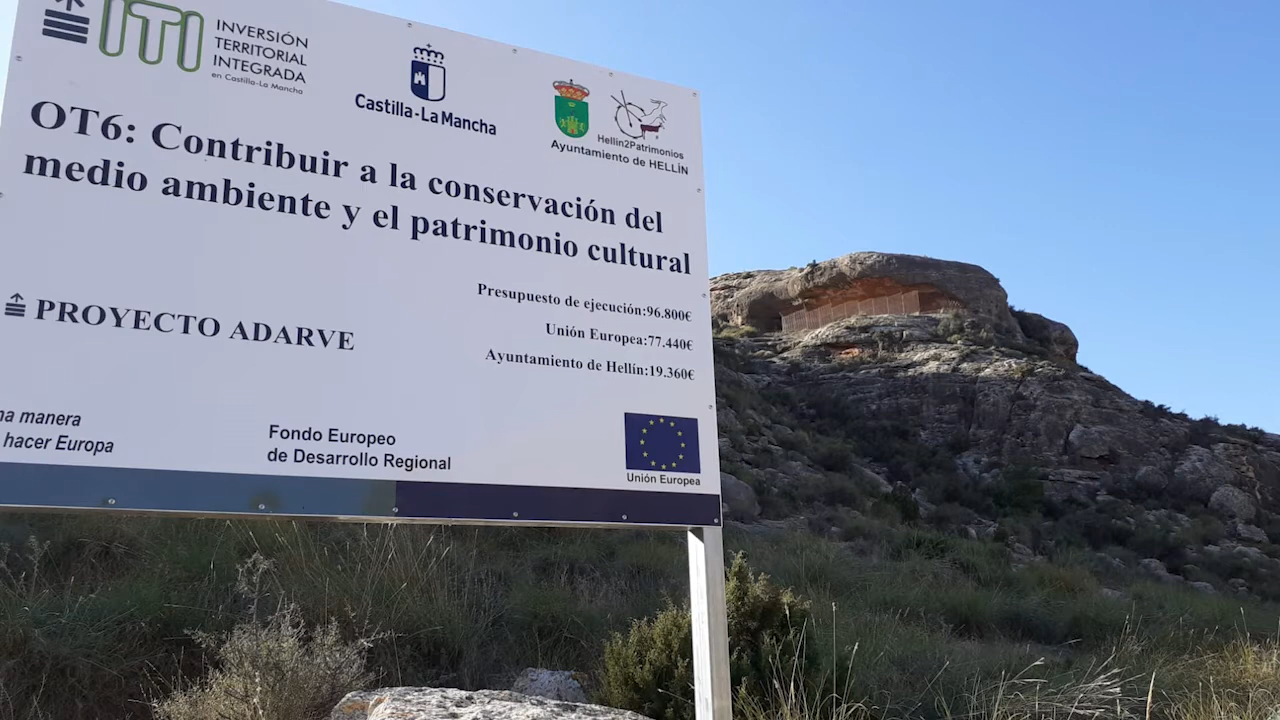 ITI
INVERSIÓN
TERRITORIAL
INTEGRADA
en Castilla-La Mancha
Castilla-La Mancha
Hellín2Patrimonios
Ayuntamiento de HELLÍN
OT6: Contribuir a la conservación del
medio ambiente y el patrimonio cultural
Presupuesto de ejecución:96.800€
Unión Europea:77.440€
Ayuntamiento de Hellín:19.360€
PROYECTO ADARVE
manera
hacer Europa
Fondo Europeo
de Desarrollo Regional
Unión Europea